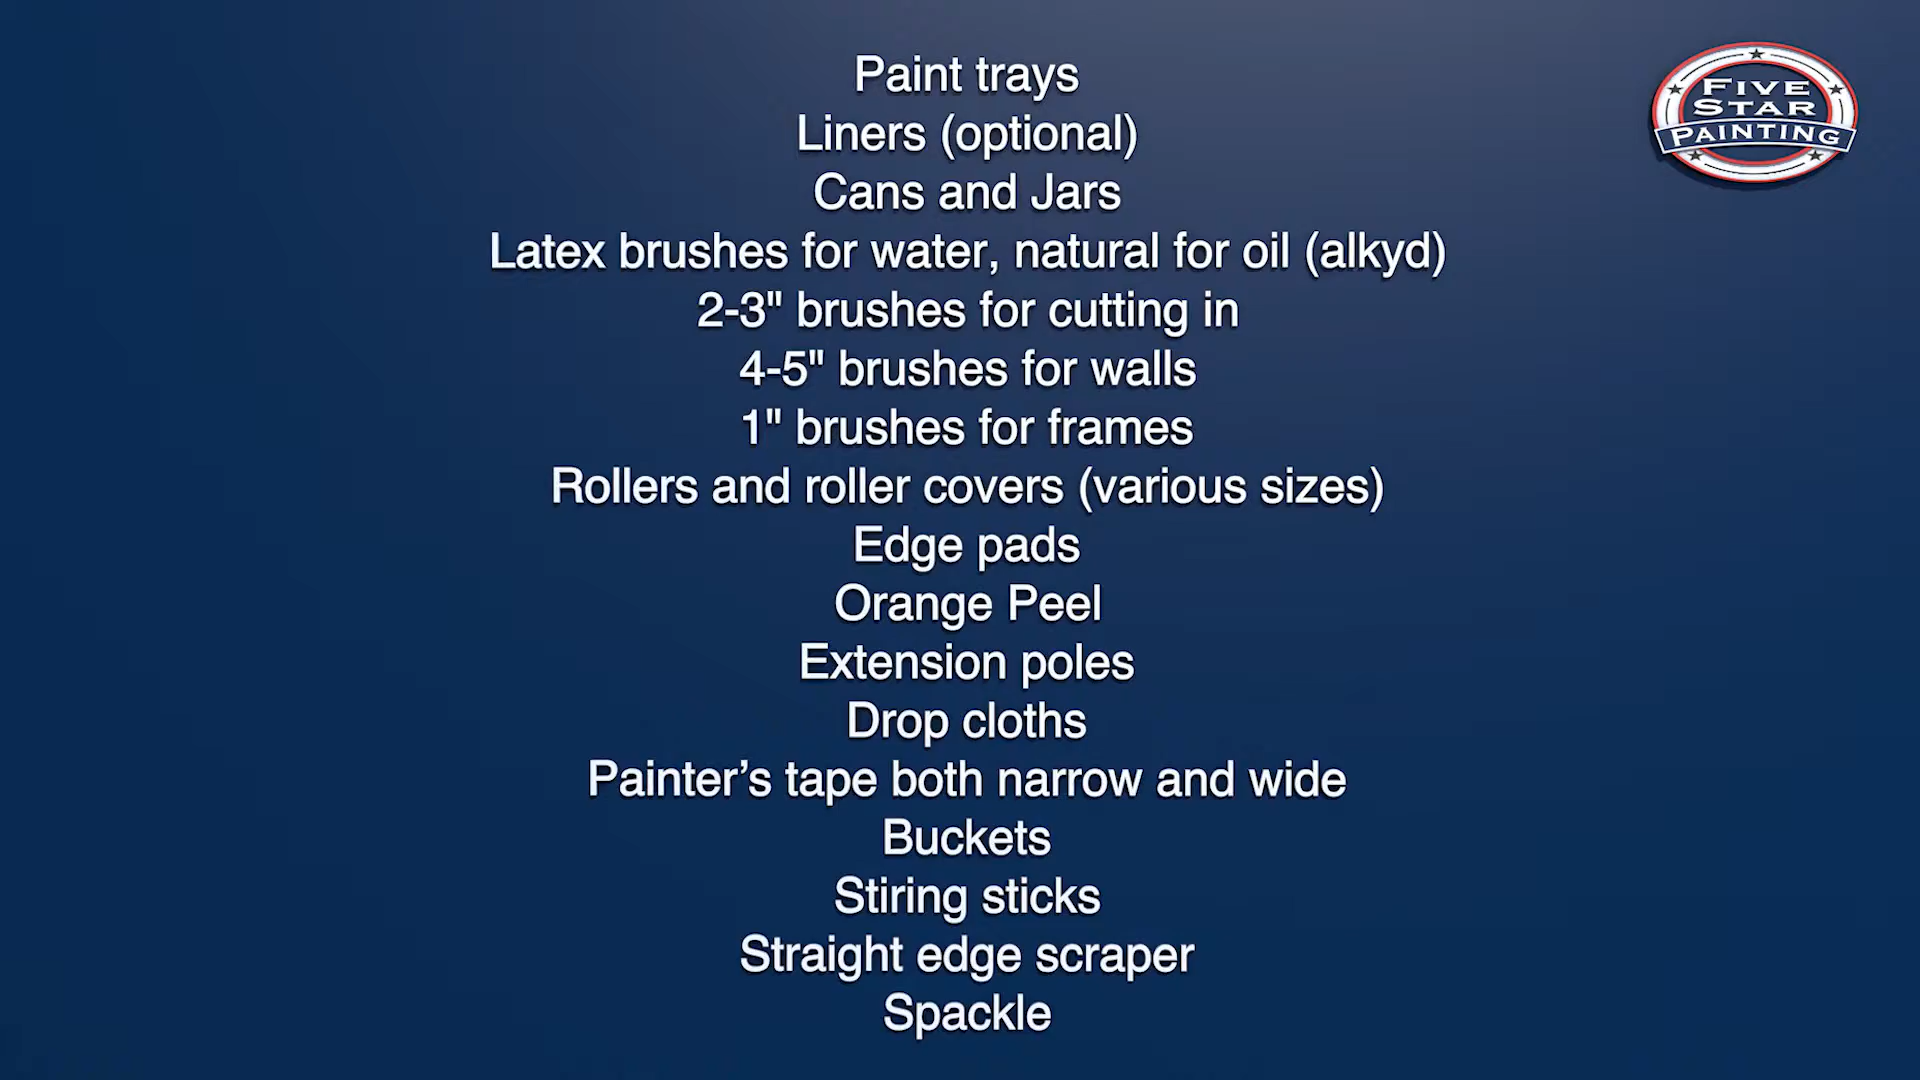 Paint trays
Liners (optional)
Cans and Jars
Latex brushes for water, natural for oil (alkyd)
2-3" brushes for cutting in
4-5" brushes for walls
1" brushes for frames
Rollers and roller covers (various sizes)
Edge pads
Orange Peel
Extension poles
Drop cloths
Painter’s tape both narrow and wide
Buckets
Stiring sticks
Straight edge scraper
Spackle
FIVE
STAR
PAINTING